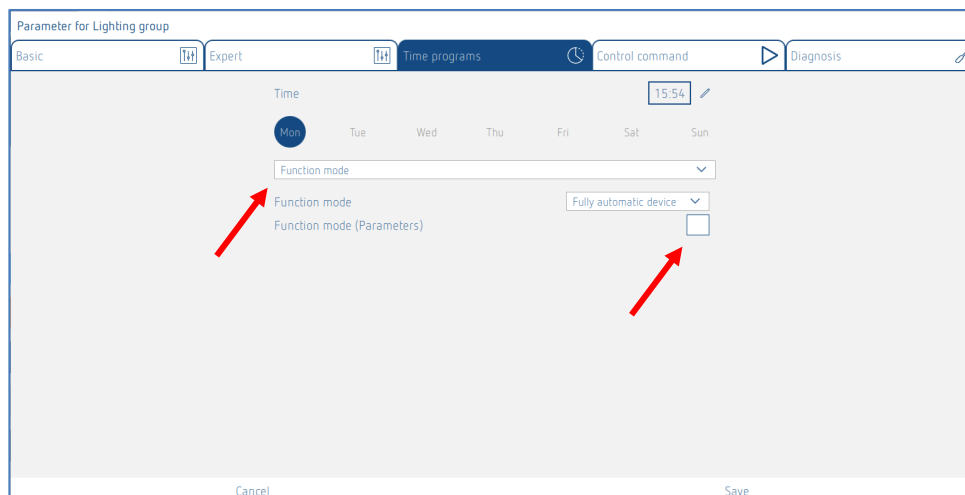 Parameter for Lighting group
Basic Expert Time programs Control command Diagnosis
Time 15:54
Mon Tue Wed Thu Fri Sat Sun
Function mode
Function mode Fully automatic device
Function mode (Parameters)
Cancel Save